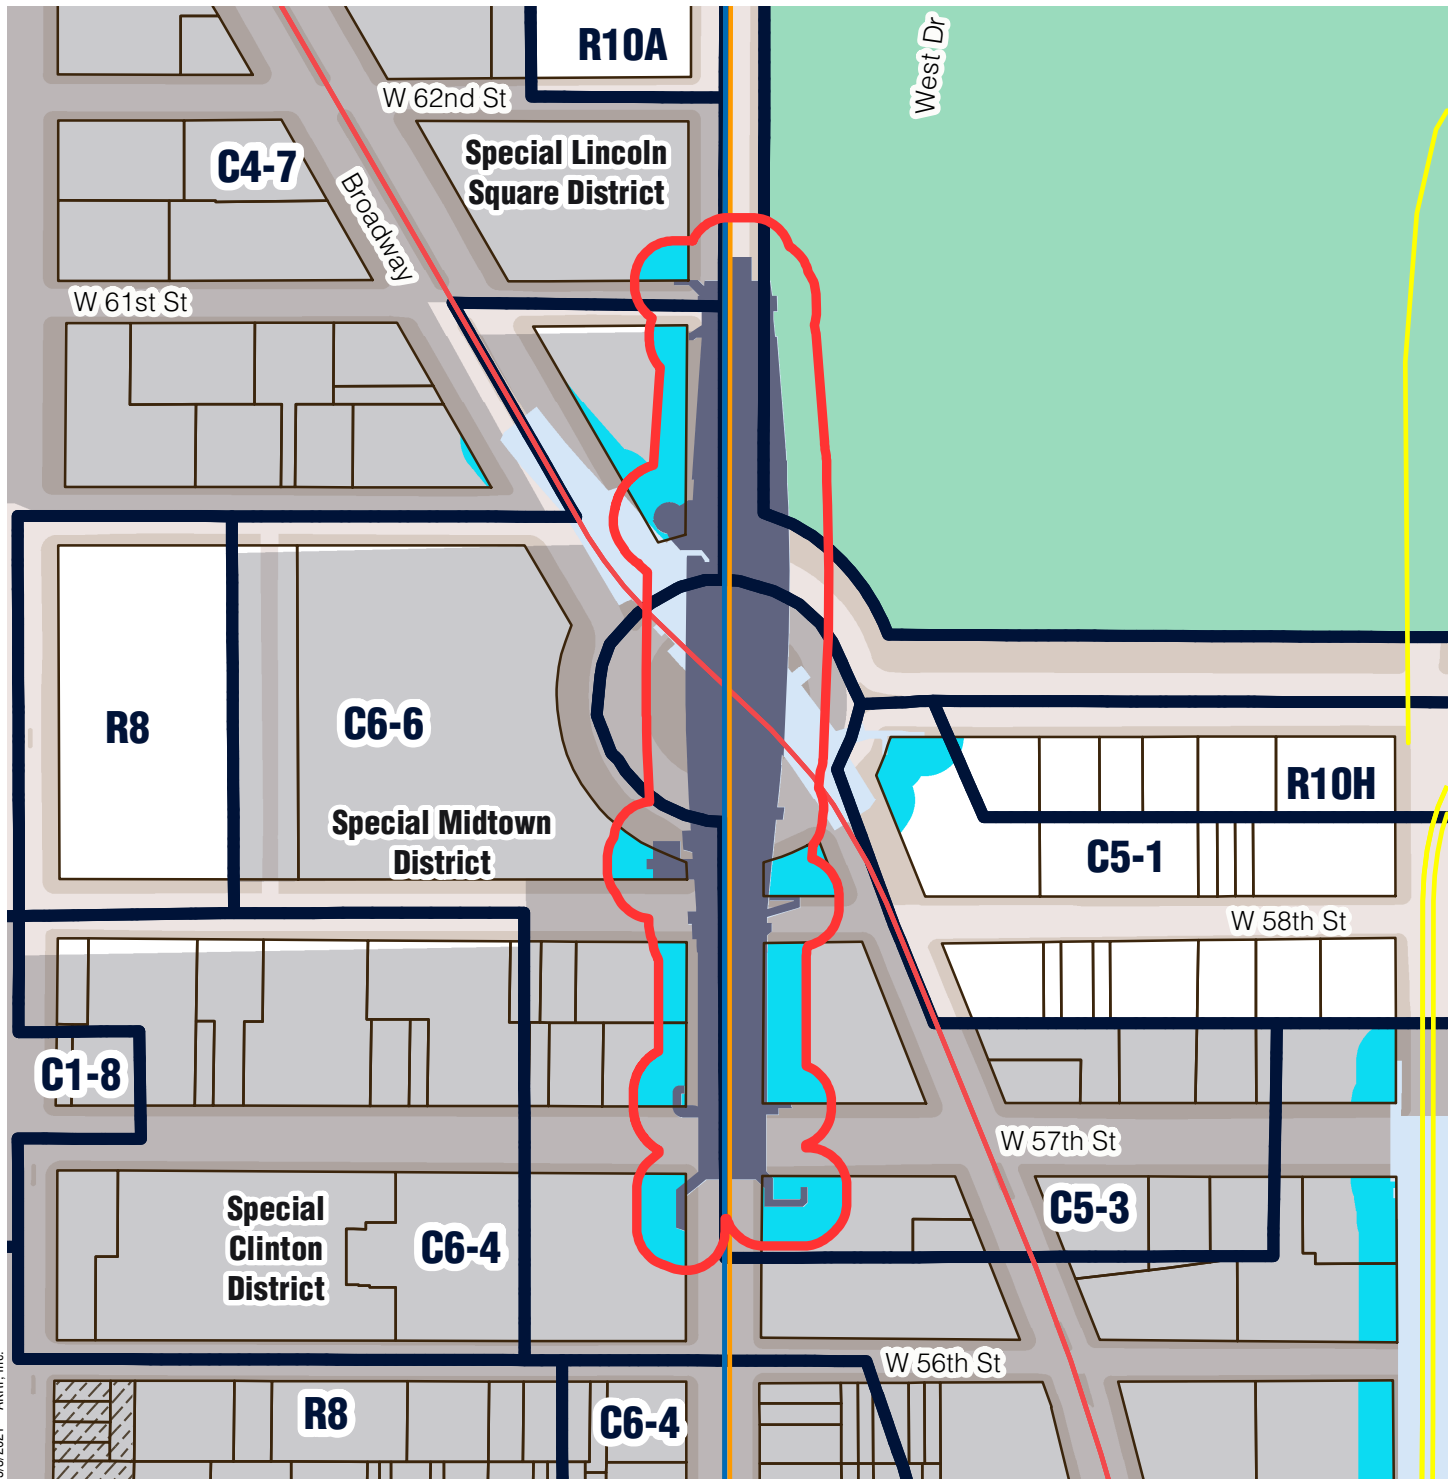 R10A
West Dr
W 62nd St
C4-7
Special Lincoln
Square District
Broadway
W 61st St
R8
C6-6
R10H
Special Midtown
District
C5-1
W 58th St
C1-8
W 57th St
Special
Clinton
District
C6-4
C5-3
W 56th St
R8
C6-4